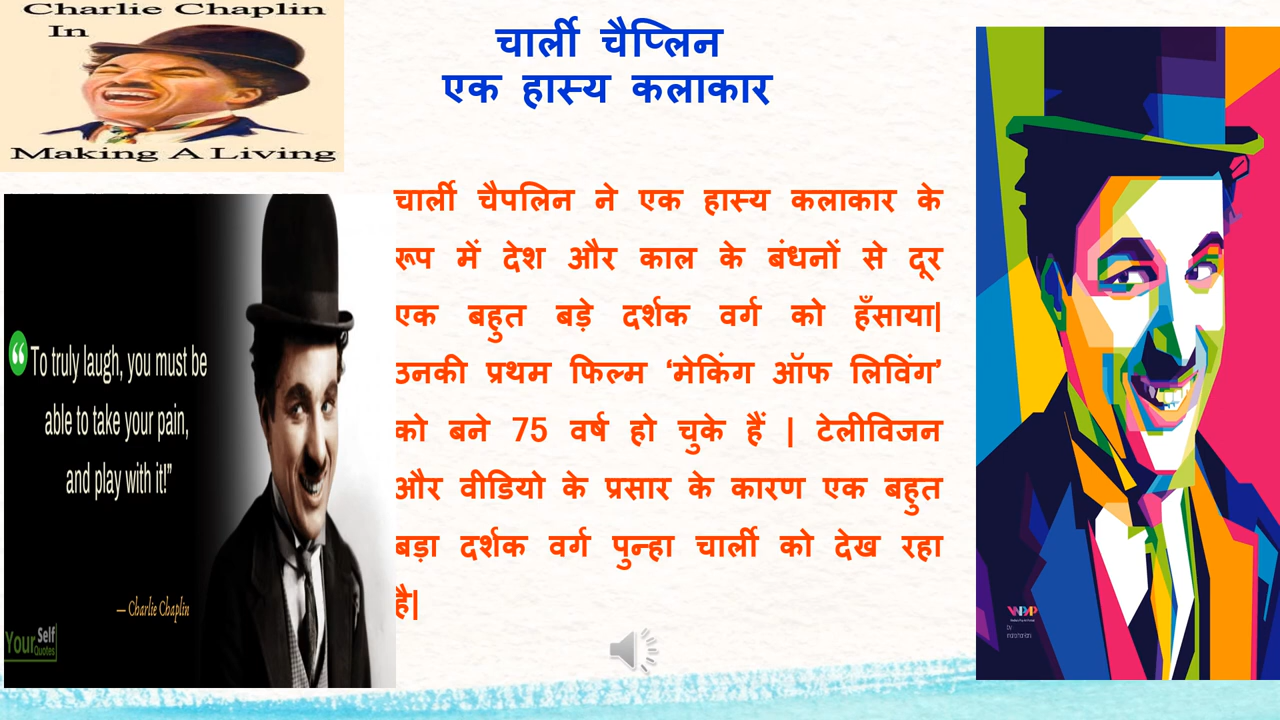 Charlie Chaplin
In
Making A Living
चार्ली चैप्लिन
एक हास्य कलाकार
चार्ली चैपलिन ने एक हास्य कलाकार के
रूप में देश और काल के बंधनों से दूर
एक बहुत बड़े दर्शक वर्ग को हँसाया|
उनकी प्रथम फिल्म ‘मेकिंग ऑफ लिविंग’
को बने 75 वर्ष हो चुके हैं | टेलीविजन
और वीडियो के प्रसार के कारण एक बहुत
बड़ा दर्शक वर्ग पुन्हा चार्ली को देख रहा
है|
“To truly laugh, you must be
able to take your pain,
and play with it!”
– Charlie Chaplin
YourSelf
Quotes
WPAP